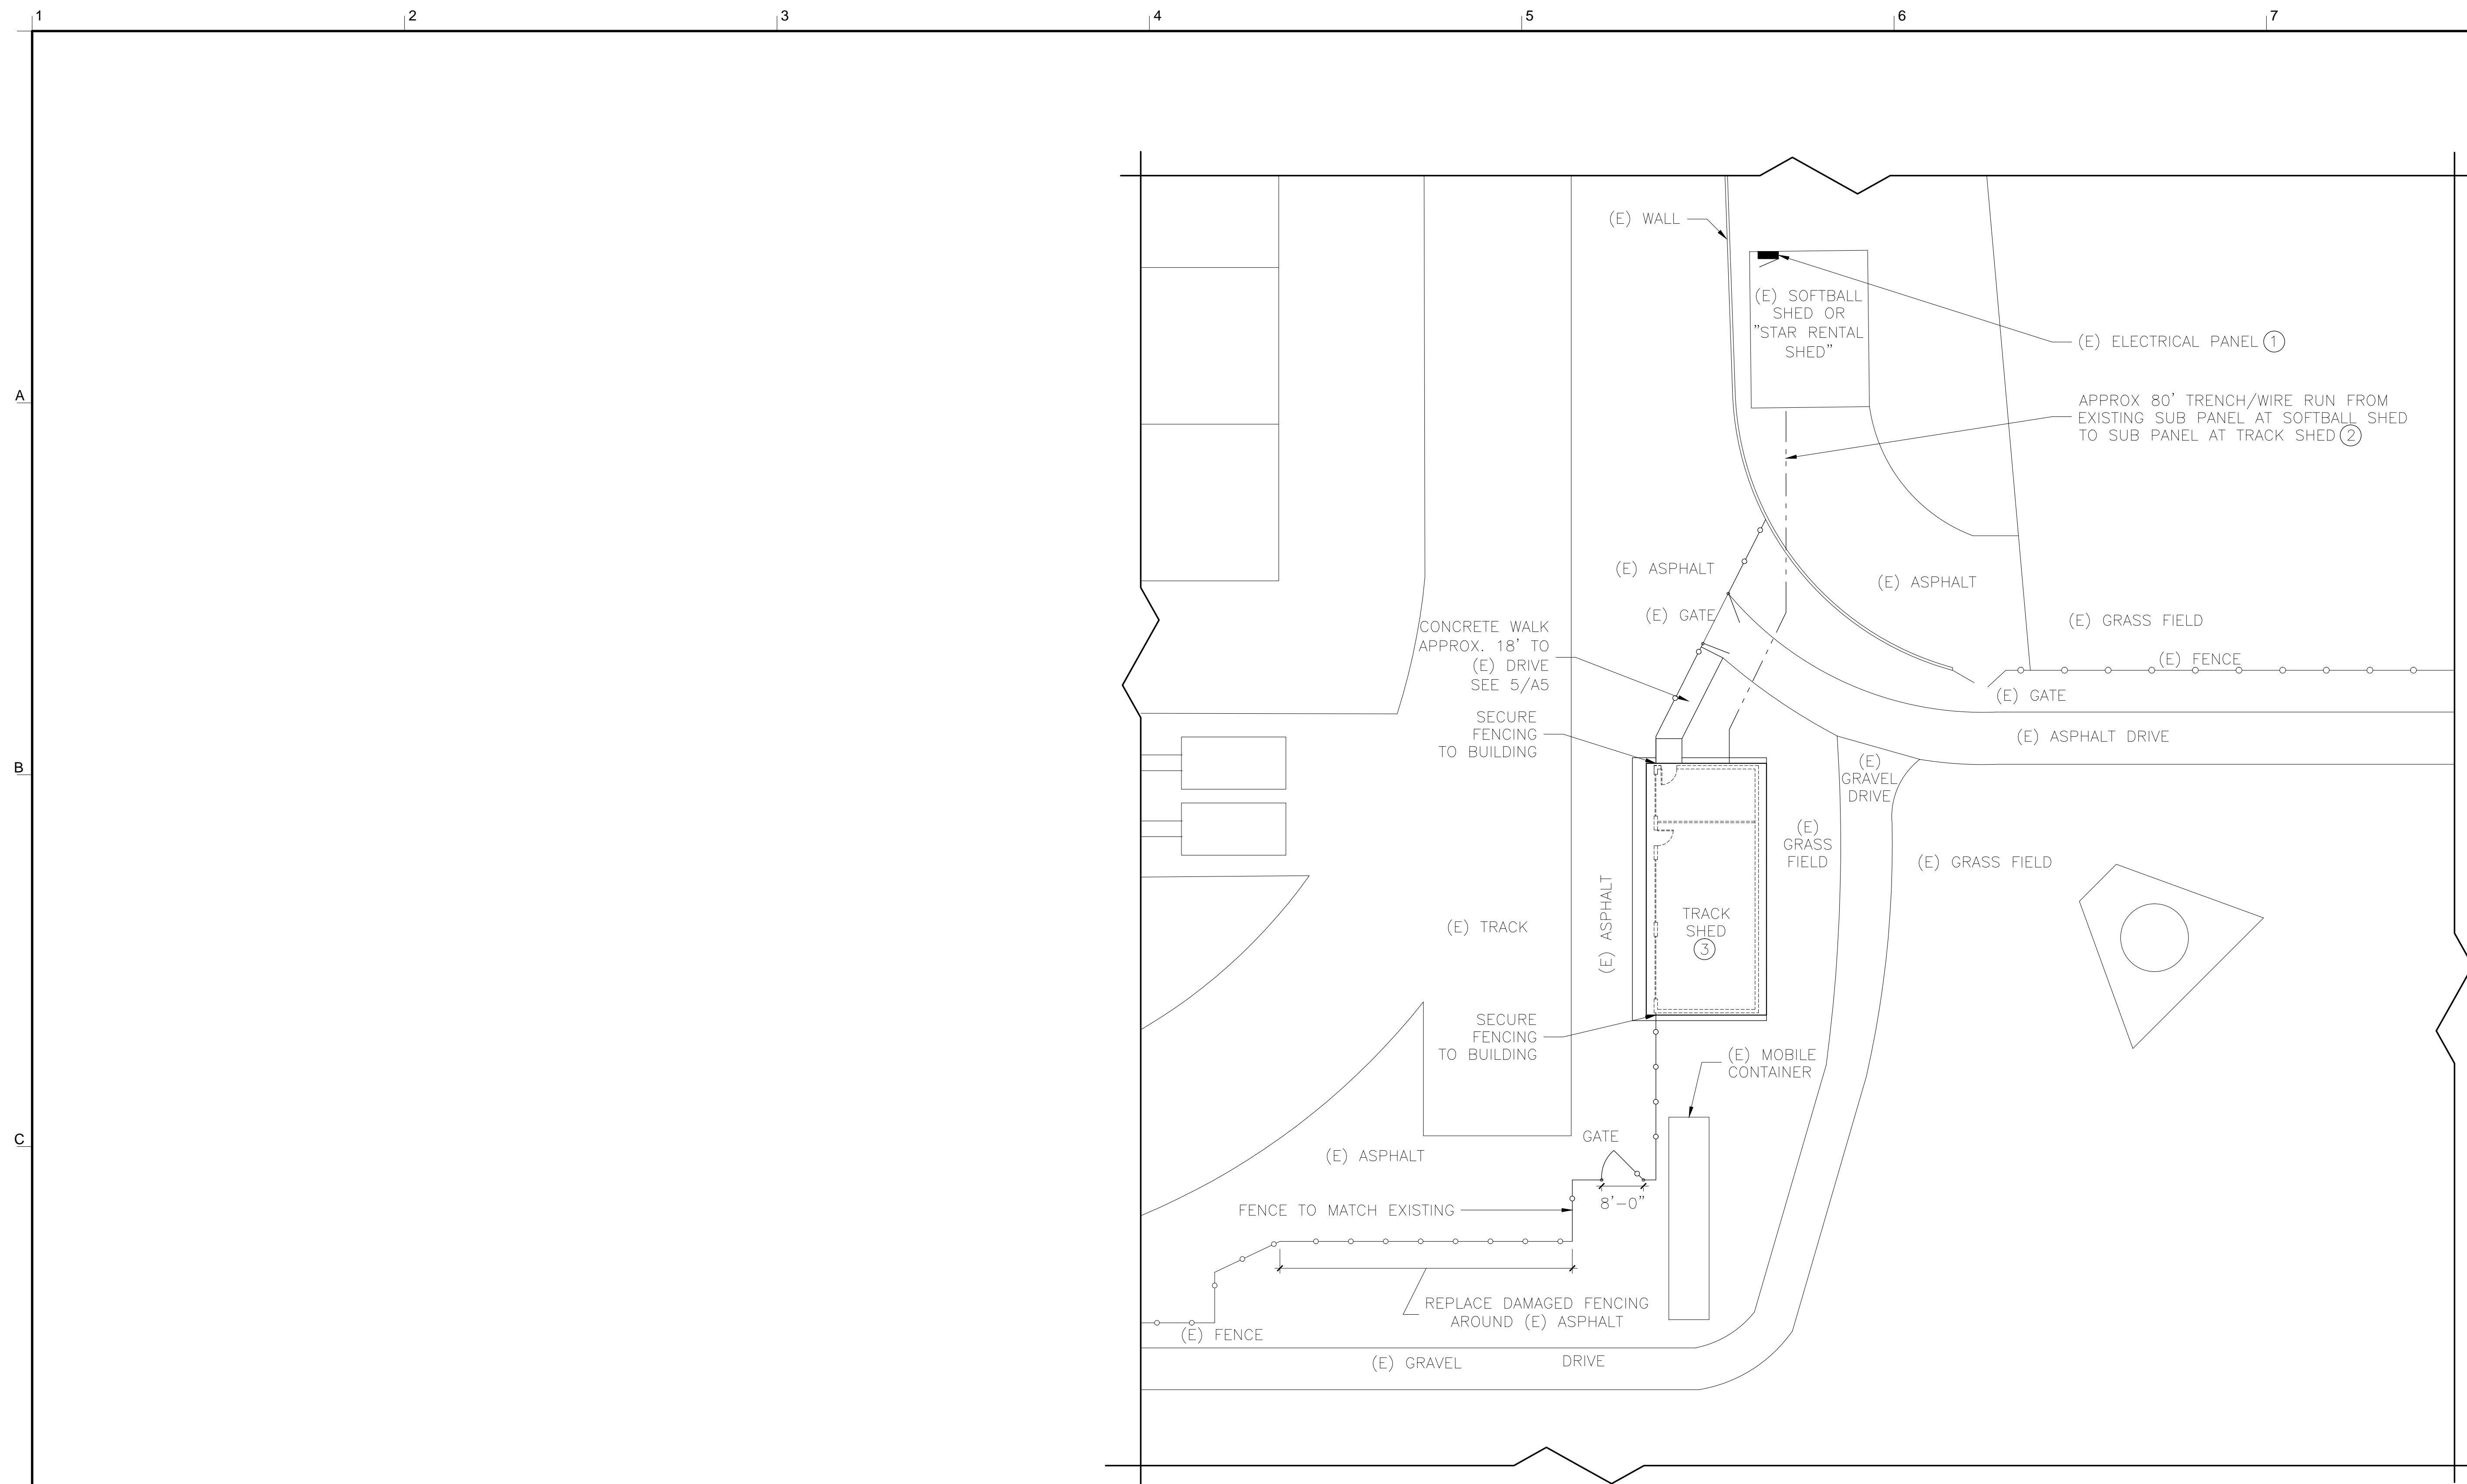 1
2
3
4
5
6
7
A
B
C
(E) WALL
(E) SOFTBALL
SHED OR
"STAR RENTAL
SHED"
(E) ELECTRICAL PANEL 1
APPROX 80' TRENCH/WIRE RUN FROM
EXISTING SUB PANEL AT SOFTBALL SHED
TO SUB PANEL AT TRACK SHED 2
(E) ASPHALT
(E) ASPHALT
(E) GATE
(E) GRASS FIELD
CONCRETE WALK
APPROX. 18' TO
(E) DRIVE
SEE 5/A5
(E) FENCE
(E) GATE
SECURE
FENCING
TO BUILDING
(E) ASPHALT DRIVE
(E)
GRAVEL
DRIVE
(E)
GRASS
FIELD
(E) GRASS FIELD
(E) ASPHALT
(E) TRACK
TRACK
SHED
3
SECURE
FENCING
TO BUILDING
(E) MOBILE
CONTAINER
GATE
(E) ASPHALT
8'-0"
FENCE TO MATCH EXISTING
REPLACE DAMAGED FENCING
AROUND (E) ASPHALT
(E) FENCE
(E) GRAVEL DRIVE